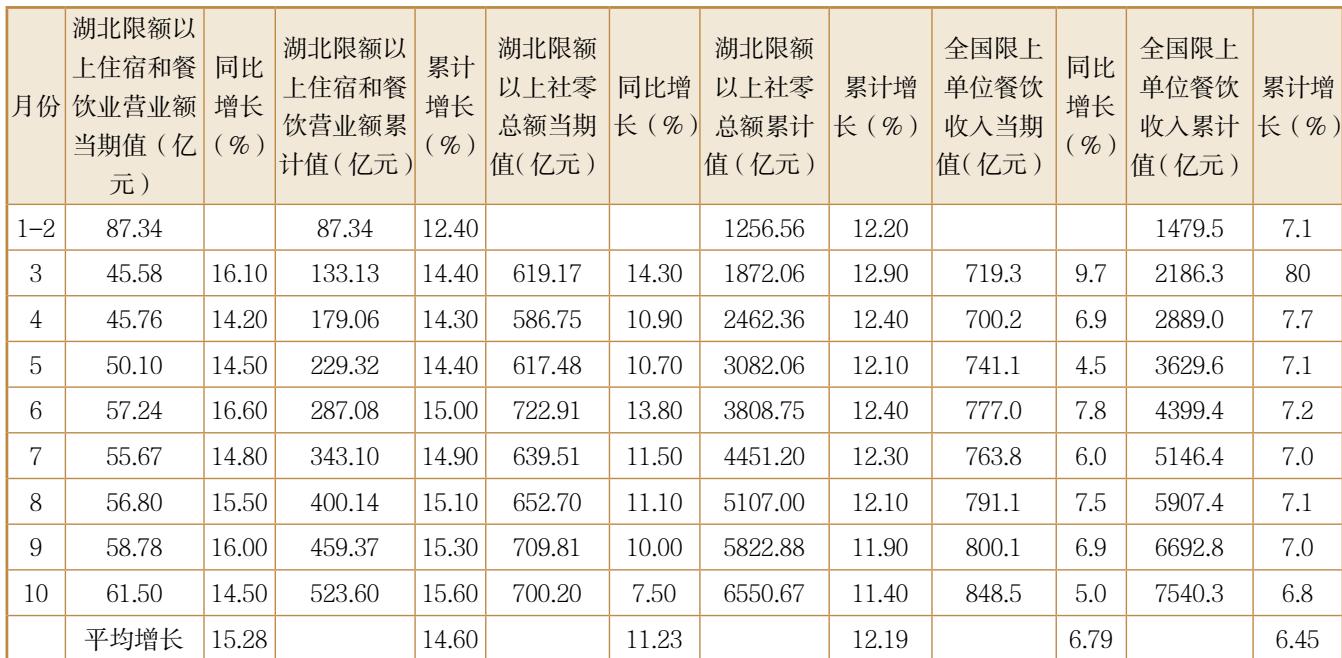 月份 湖北限额以上住宿和餐饮业营业额当期值（亿元） 同比增长（%） 湖北限额以上住宿和餐饮营业额累计值（亿元） 累计增长（%） 湖北限额以上社零总额当期值（亿元） 同比增长（%） 湖北限额以上社零总额累计值（亿元） 累计增长（%） 全国限上单位餐饮收入当期值（亿元） 同比增长（%） 全国限上单位餐饮收入累计值（亿元） 累计增长（%）
1–2 87.34 87.34 12.40 1256.56 12.20 1479.5 7.1
3 45.58 16.10 133.13 14.40 619.17 14.30 1872.06 12.90 719.3 9.7 2186.3 80
4 45.76 14.20 179.06 14.30 586.75 10.90 2462.36 12.40 700.2 6.9 2889.0 7.7
5 50.10 14.50 229.32 14.40 617.48 10.70 3082.06 12.10 741.1 4.5 3629.6 7.1
6 57.24 16.60 287.08 15.00 722.91 13.80 3808.75 12.40 777.0 7.8 4399.4 7.2
7 55.67 14.80 343.10 14.90 639.51 11.50 4451.20 12.30 763.8 6.0 5146.4 7.0
8 56.80 15.50 400.14 15.10 652.70 11.10 5107.00 12.10 791.1 7.5 5907.4 7.1
9 58.78 16.00 459.37 15.30 709.81 10.00 5822.88 11.90 800.1 6.9 6692.8 7.0
10 61.50 14.50 523.60 15.60 700.20 7.50 6550.67 11.40 848.5 5.0 7540.3 6.8
平均增长 15.28 14.60 11.23 12.19 6.79 6.45